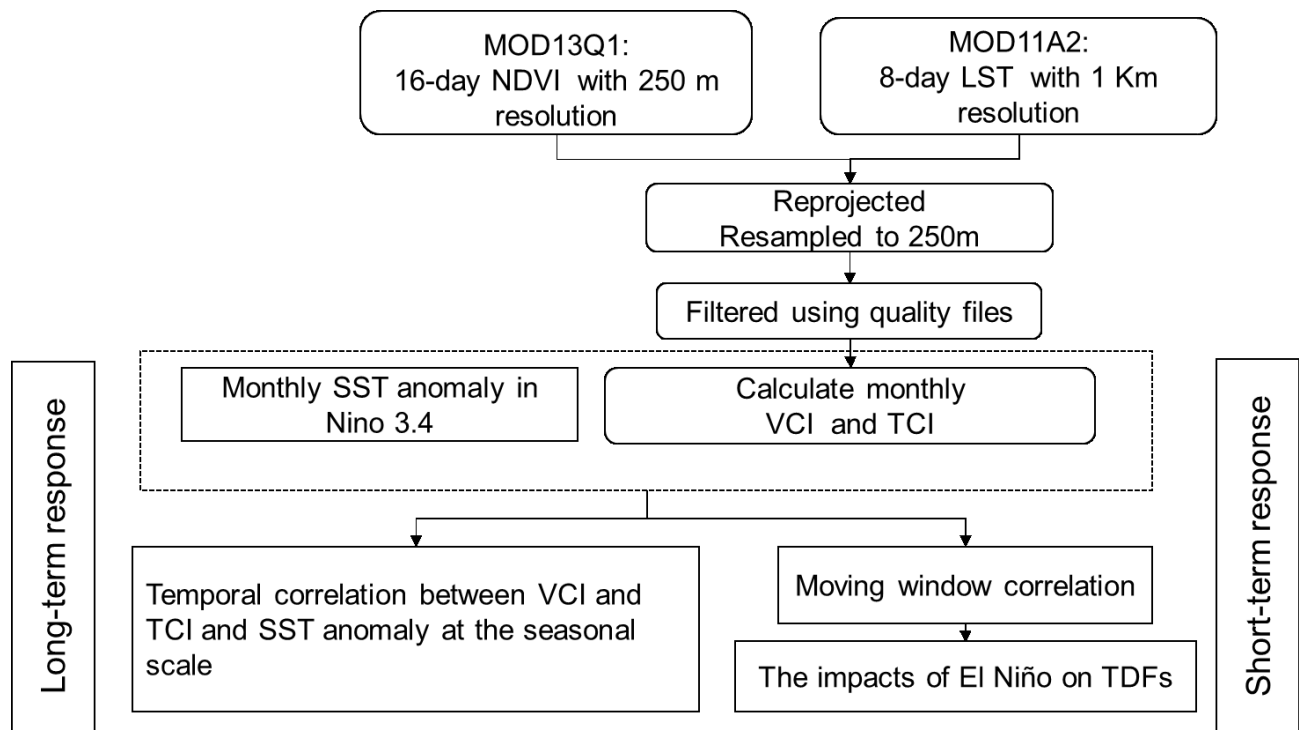 MOD13Q1:
16-day NDVI with 250 m
resolution
MOD11A2:
8-day LST with 1 Km
resolution
Reprojected
Resampled to 250m
Filtered using quality files
Long-term response
Monthly SST anomaly in
Nino 3.4
Calculate monthly
VCI and TCI
Short-term response
Temporal correlation between VCI and
TCI and SST anomaly at the seasonal
scale
Moving window correlation
The impacts of El Niño on TDFs